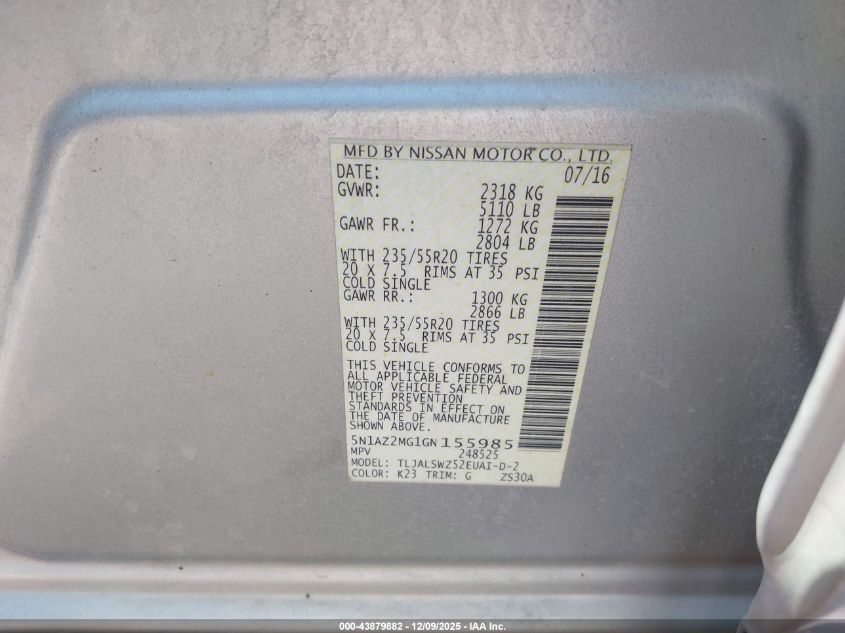 MFD BY NISSAN MOTOR CO., LTD.
DATE: 07/16
GVWR: 2318 KG
5110 LB
GAWR FR.: 1272 KG
2804 LB
WITH 235/55R20 TIRES
20 X 7.5 RIMS AT 35 PSI
COLD SINGLE
GAWR RR.: 1300 KG
2866 LB
WITH 235/55R20 TIRES
20 X 7.5 RIMS AT 35 PSI
COLD SINGLE
THIS VEHICLE CONFORMS TO
ALL APPLICABLE FEDERAL
MOTOR VEHICLE SAFETY AND
THEFT PREVENTION
STANDARDS IN EFFECT ON
THE DATE OF MANUFACTURE
SHOWN ABOVE.
5N1AZ2MG1GN155985
MPV 248525
MODEL: TLJALSWZ52EUAI-D-2
COLOR: K23 TRIM: G ZS30A
000-43879882 - 12/09/2025 - IAA Inc.